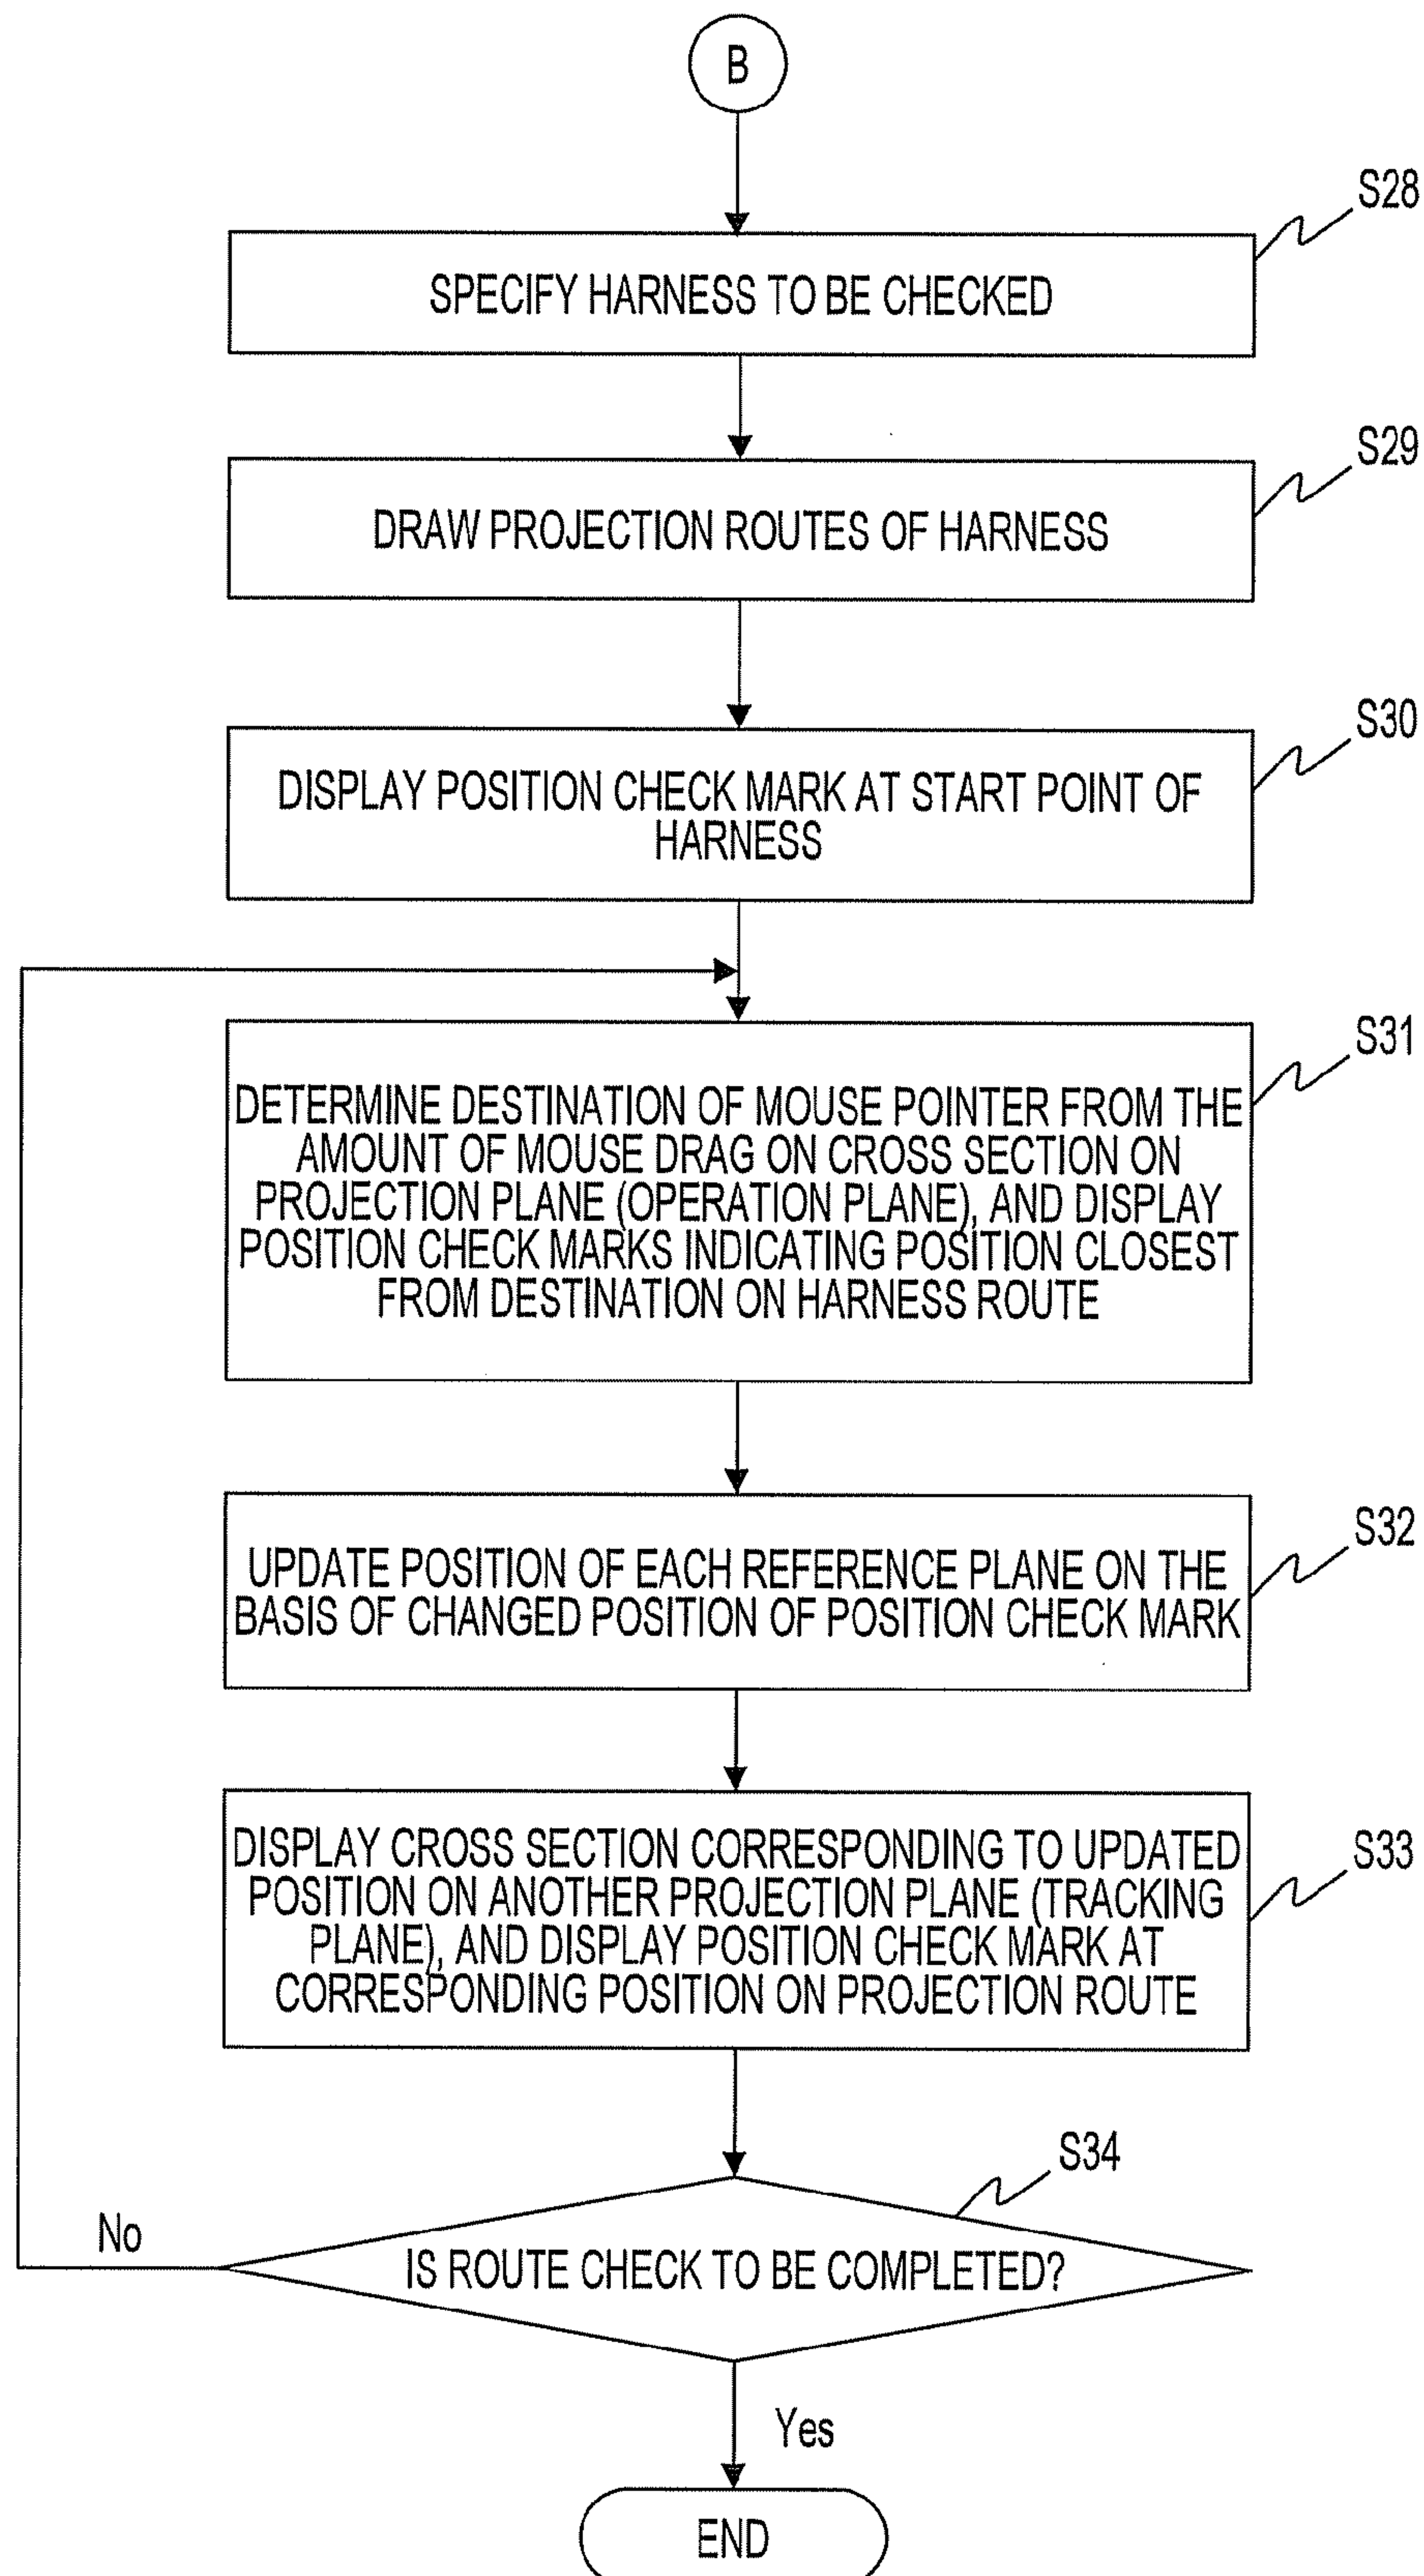 B
S28
SPECIFY HARNESS TO BE CHECKED
S29
DRAW PROJECTION ROUTES OF HARNESS
S30
DISPLAY POSITION CHECK MARK AT START POINT OF
HARNESS
S31
DETERMINE DESTINATION OF MOUSE POINTER FROM THE
AMOUNT OF MOUSE DRAG ON CROSS SECTION ON
PROJECTION PLANE (OPERATION PLANE), AND DISPLAY
POSITION CHECK MARKS INDICATING POSITION CLOSEST
FROM DESTINATION ON HARNESS ROUTE
S32
UPDATE POSITION OF EACH REFERENCE PLANE ON THE
BASIS OF CHANGED POSITION OF POSITION CHECK MARK
S33
DISPLAY CROSS SECTION CORRESPONDING TO UPDATED
POSITION ON ANOTHER PROJECTION PLANE (TRACKING
PLANE), AND DISPLAY POSITION CHECK MARK AT
CORRESPONDING POSITION ON PROJECTION ROUTE
S34
No
IS ROUTE CHECK TO BE COMPLETED?
Yes
END